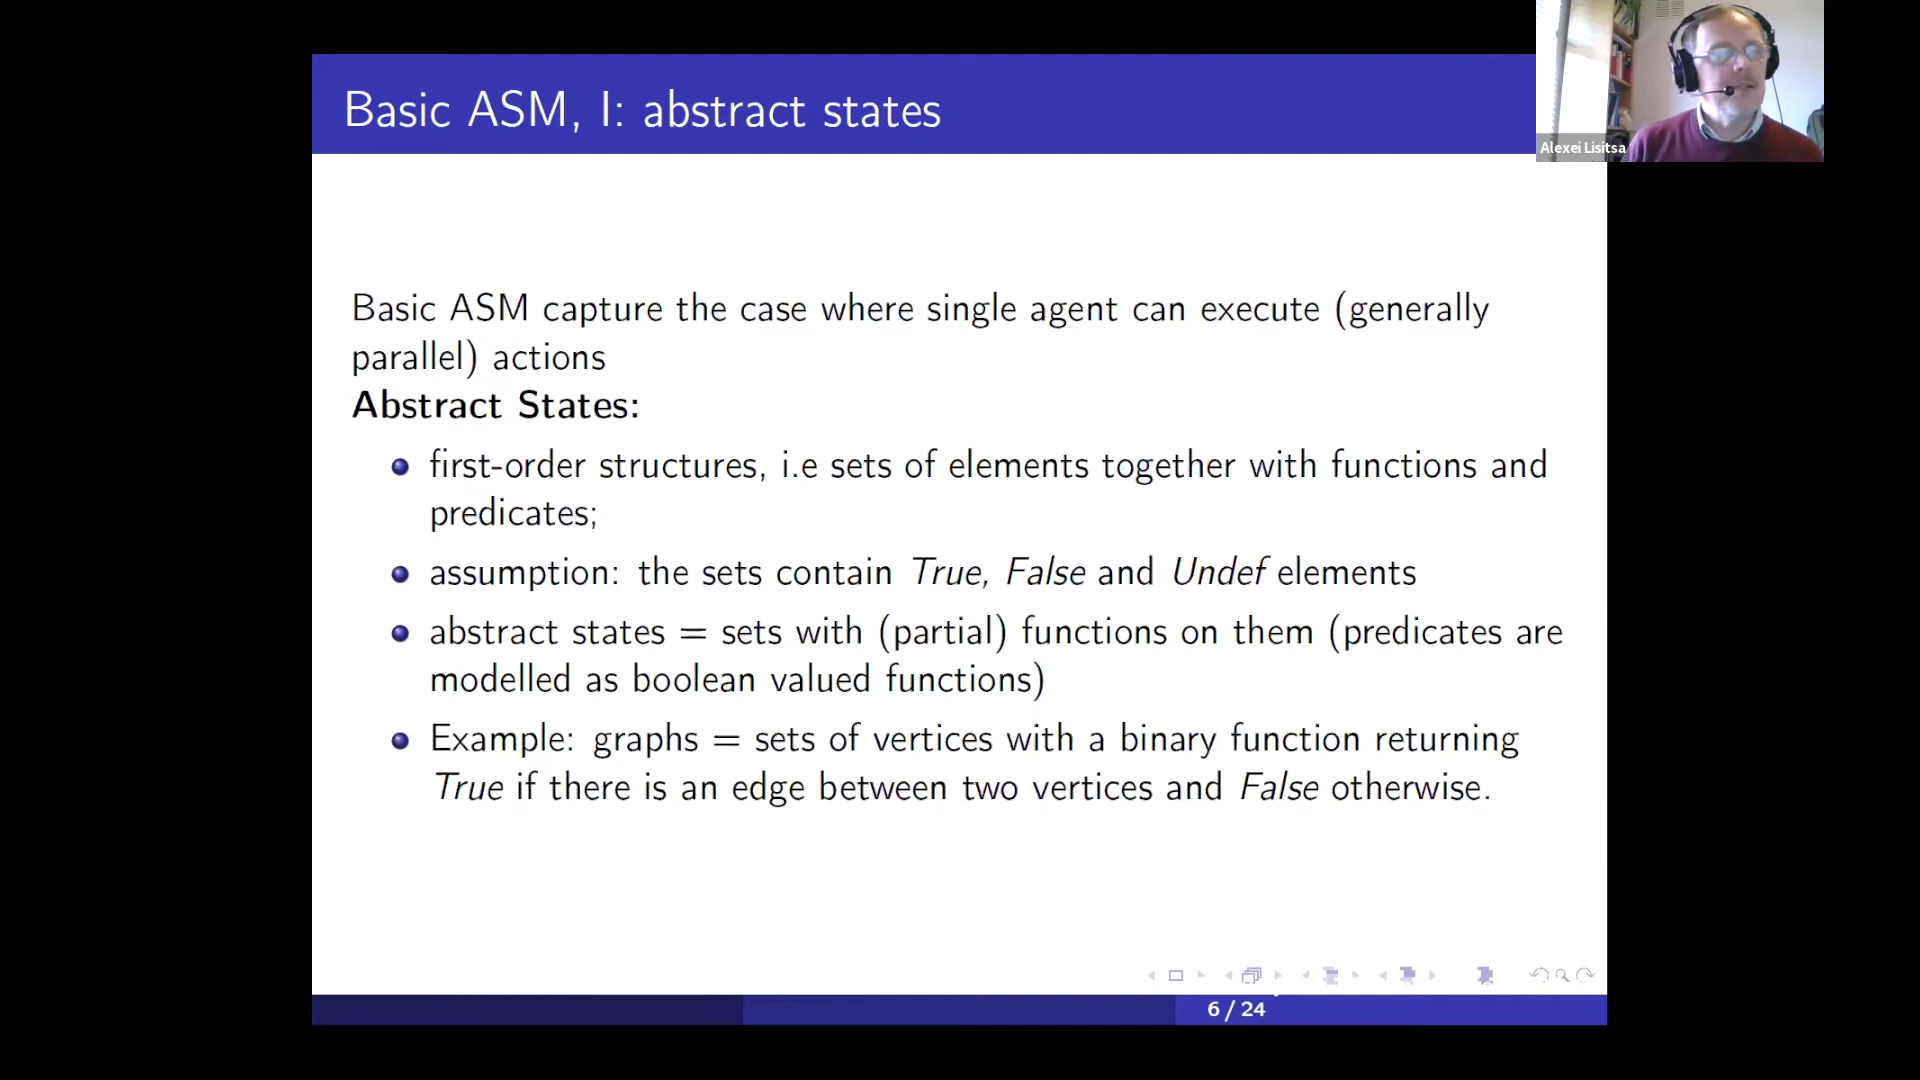 Basic ASM, I: abstract states
Alexei Lisitsa
Basic ASM capture the case where single agent can execute (generally
parallel) actions
Abstract States:
first-order structures, i.e sets of elements together with functions and
predicates;
assumption: the sets contain True, False and Undef elements
abstract states = sets with (partial) functions on them (predicates are
modelled as boolean valued functions)
Example: graphs = sets of vertices with a binary function returning
True if there is an edge between two vertices and False otherwise.
6 / 24